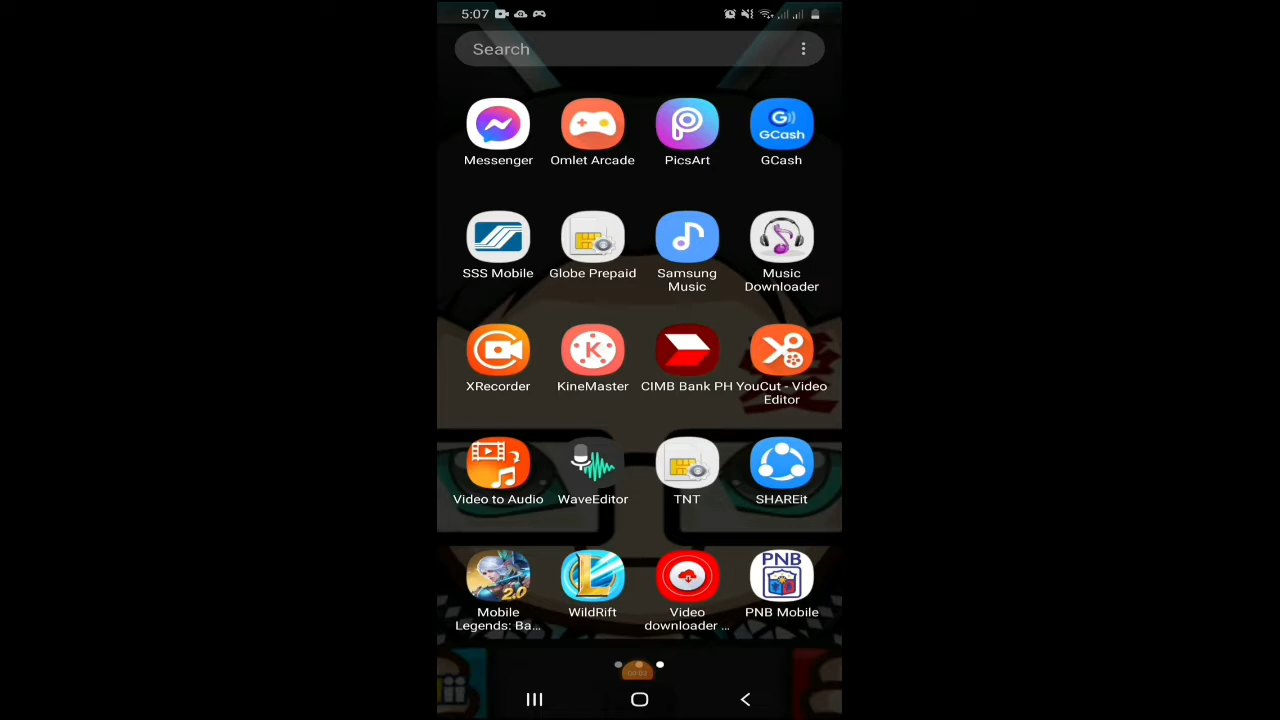 5:07
Search
Messenger
Omlet Arcade
PicsArt
G
GCash
GCash
SSS Mobile
Globe Prepaid
Samsung
Music
Music
Downloader
XRecorder
K
KineMaster
CIMB Bank PH
YouCut - Video
Editor
Video to Audio
WaveEditor
TNT
SHAREit
2.0
Mobile
Legends: Ba...
L
WildRift
Video
downloader ...
PNB
PNB Mobile
00:03